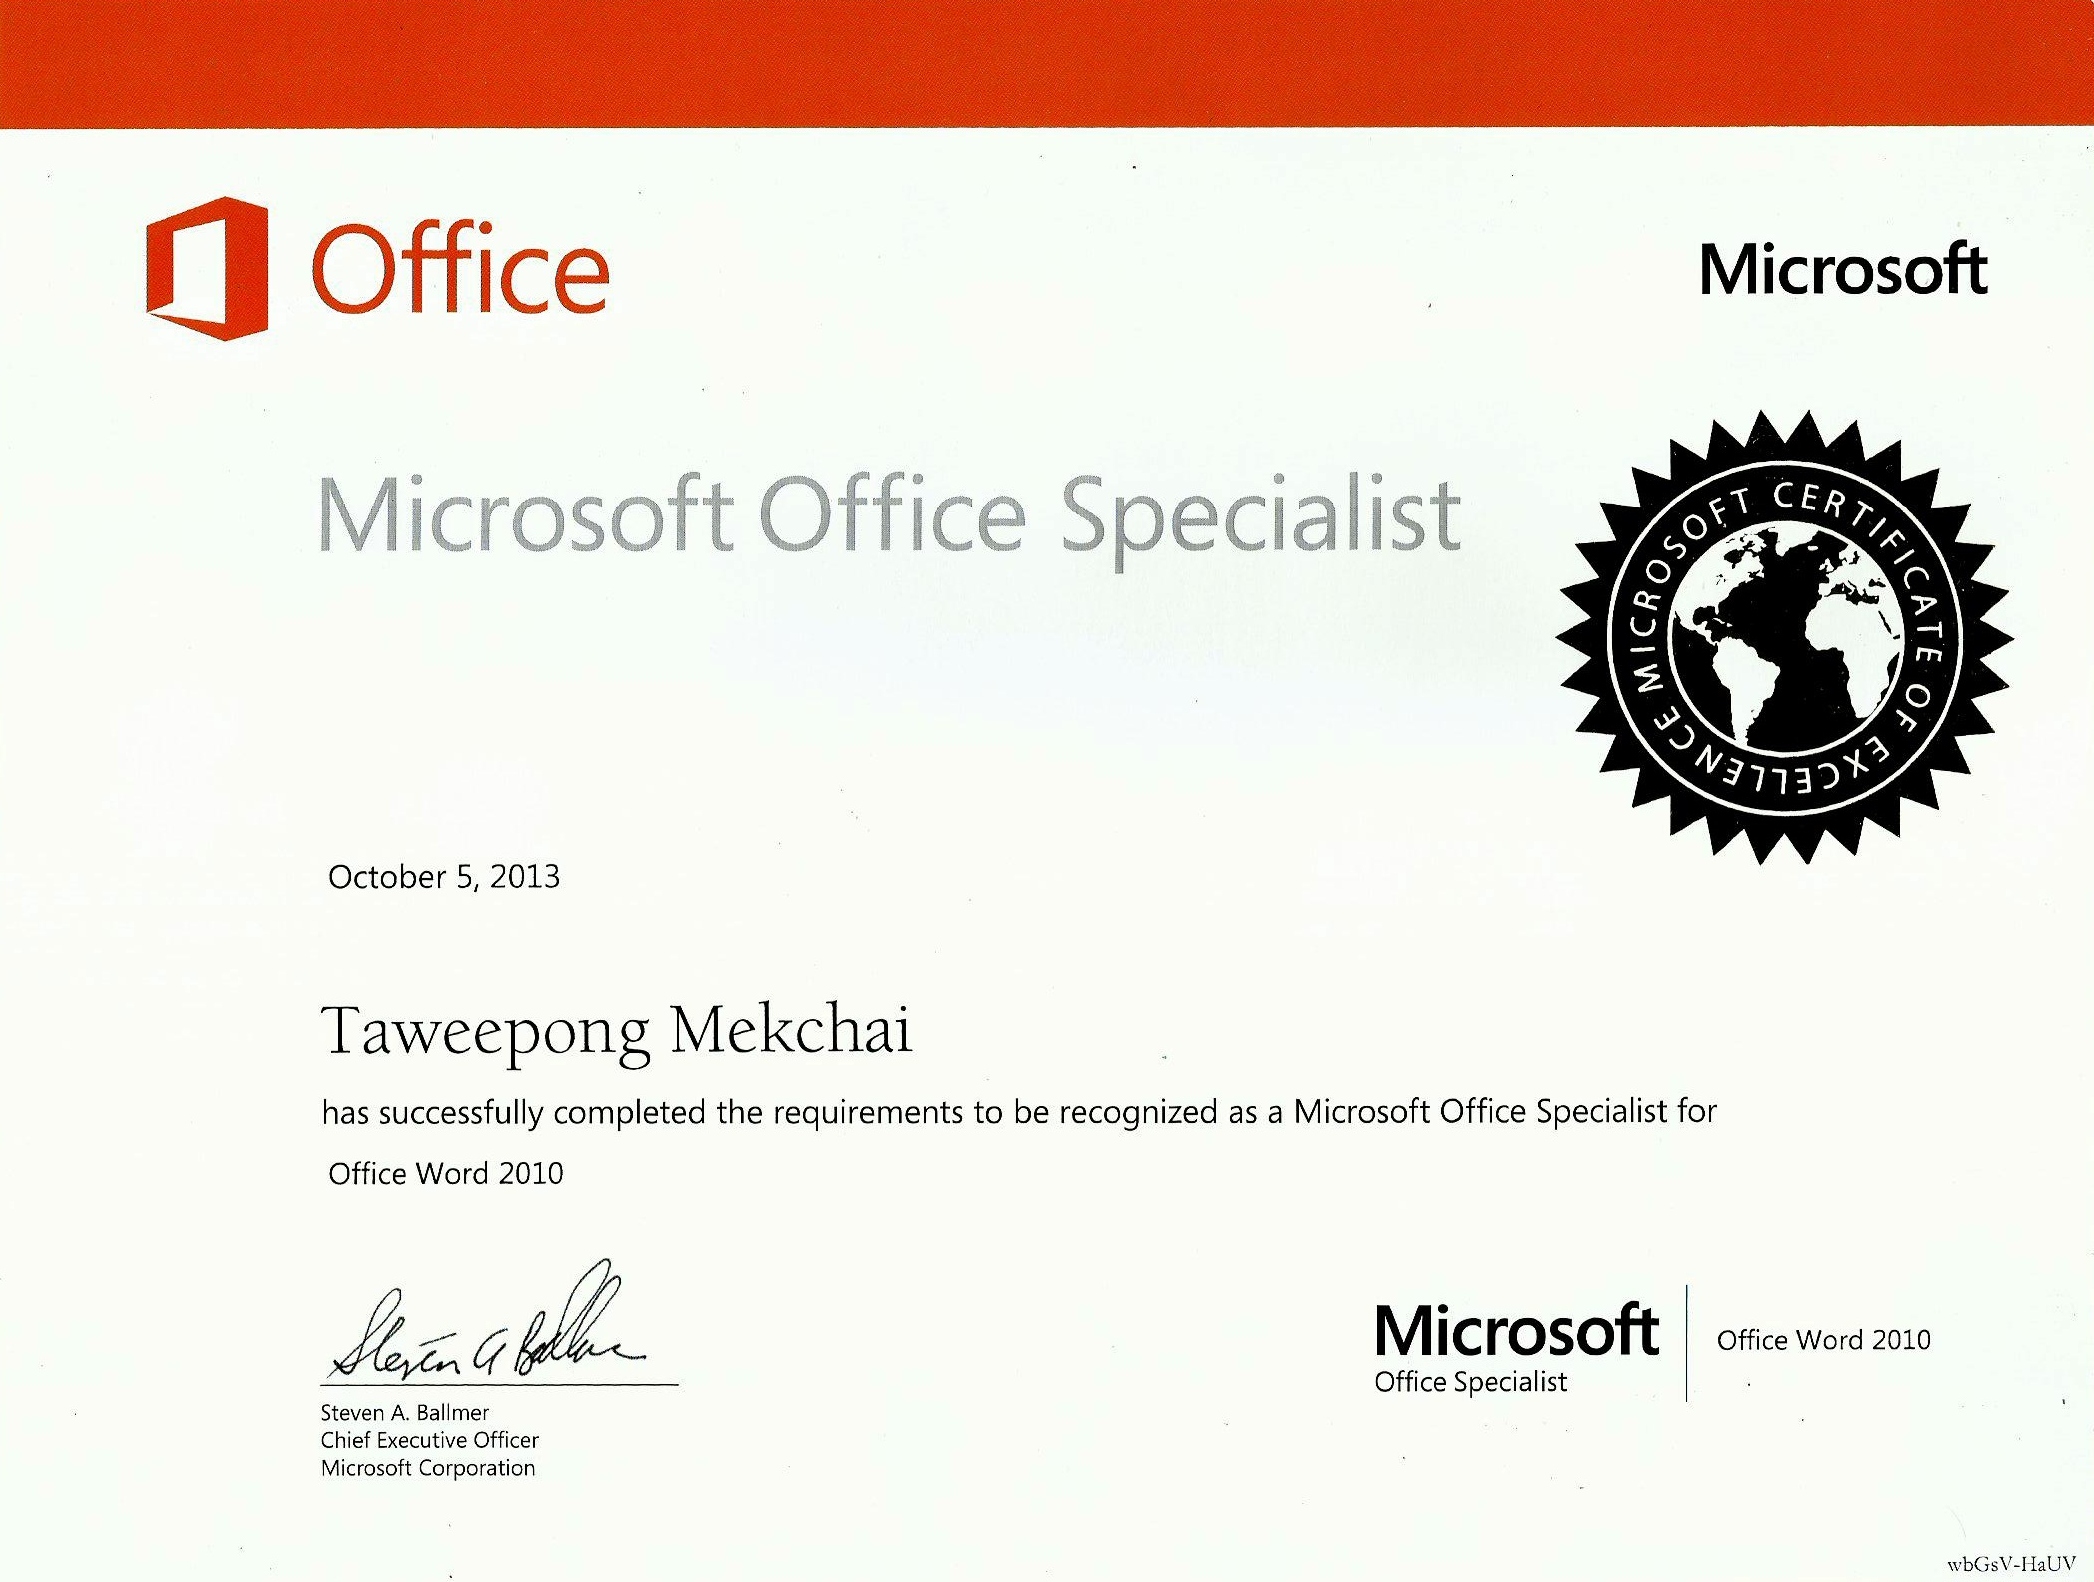 Office
Microsoft
Microsoft Office Specialist
MICROSOFT CERTIFICATE OF EXCELLENCE
October 5, 2013
Taweepong Mekchai
has successfully completed the requirements to be recognized as a Microsoft Office Specialist for
Office Word 2010
Steven A Ballmer
Steven A. Ballmer
Chief Executive Officer
Microsoft Corporation
Microsoft
Office Specialist
Office Word 2010
wbGsV-HaUV